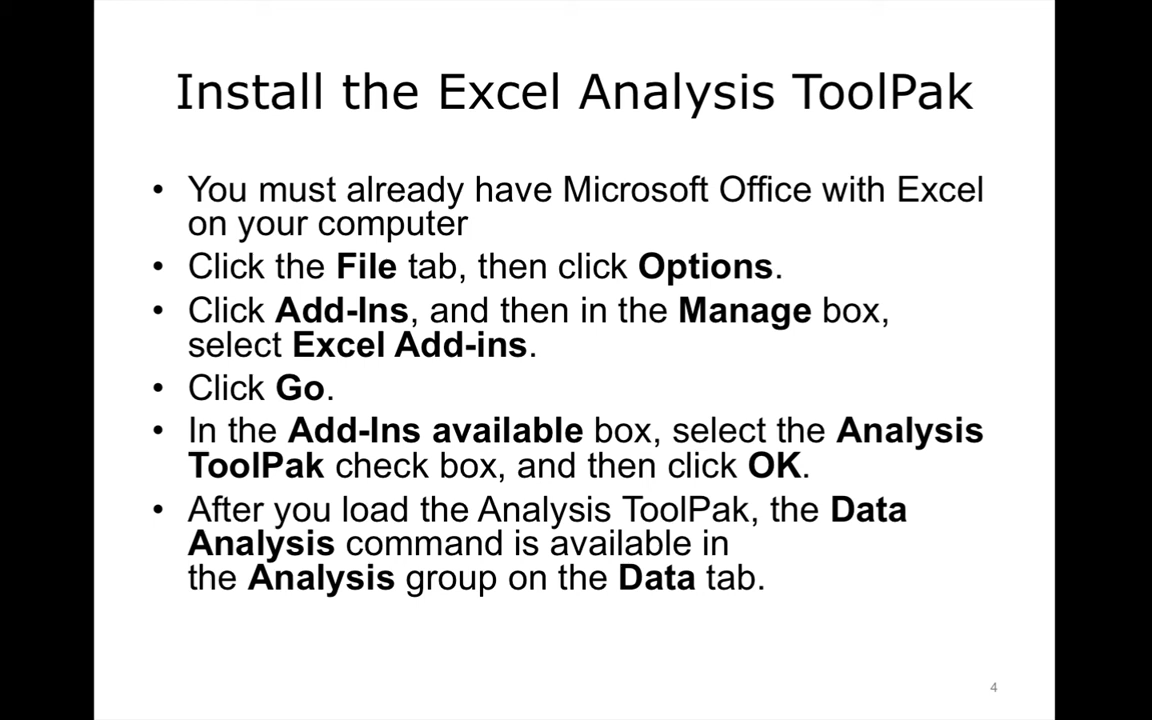 Install the Excel Analysis ToolPak
• You must already have Microsoft Office with Excel
on your computer
• Click the File tab, then click Options.
• Click Add-Ins, and then in the Manage box,
select Excel Add-ins.
• Click Go.
• In the Add-Ins available box, select the Analysis
ToolPak check box, and then click OK.
• After you load the Analysis ToolPak, the Data
Analysis command is available in
the Analysis group on the Data tab.
4